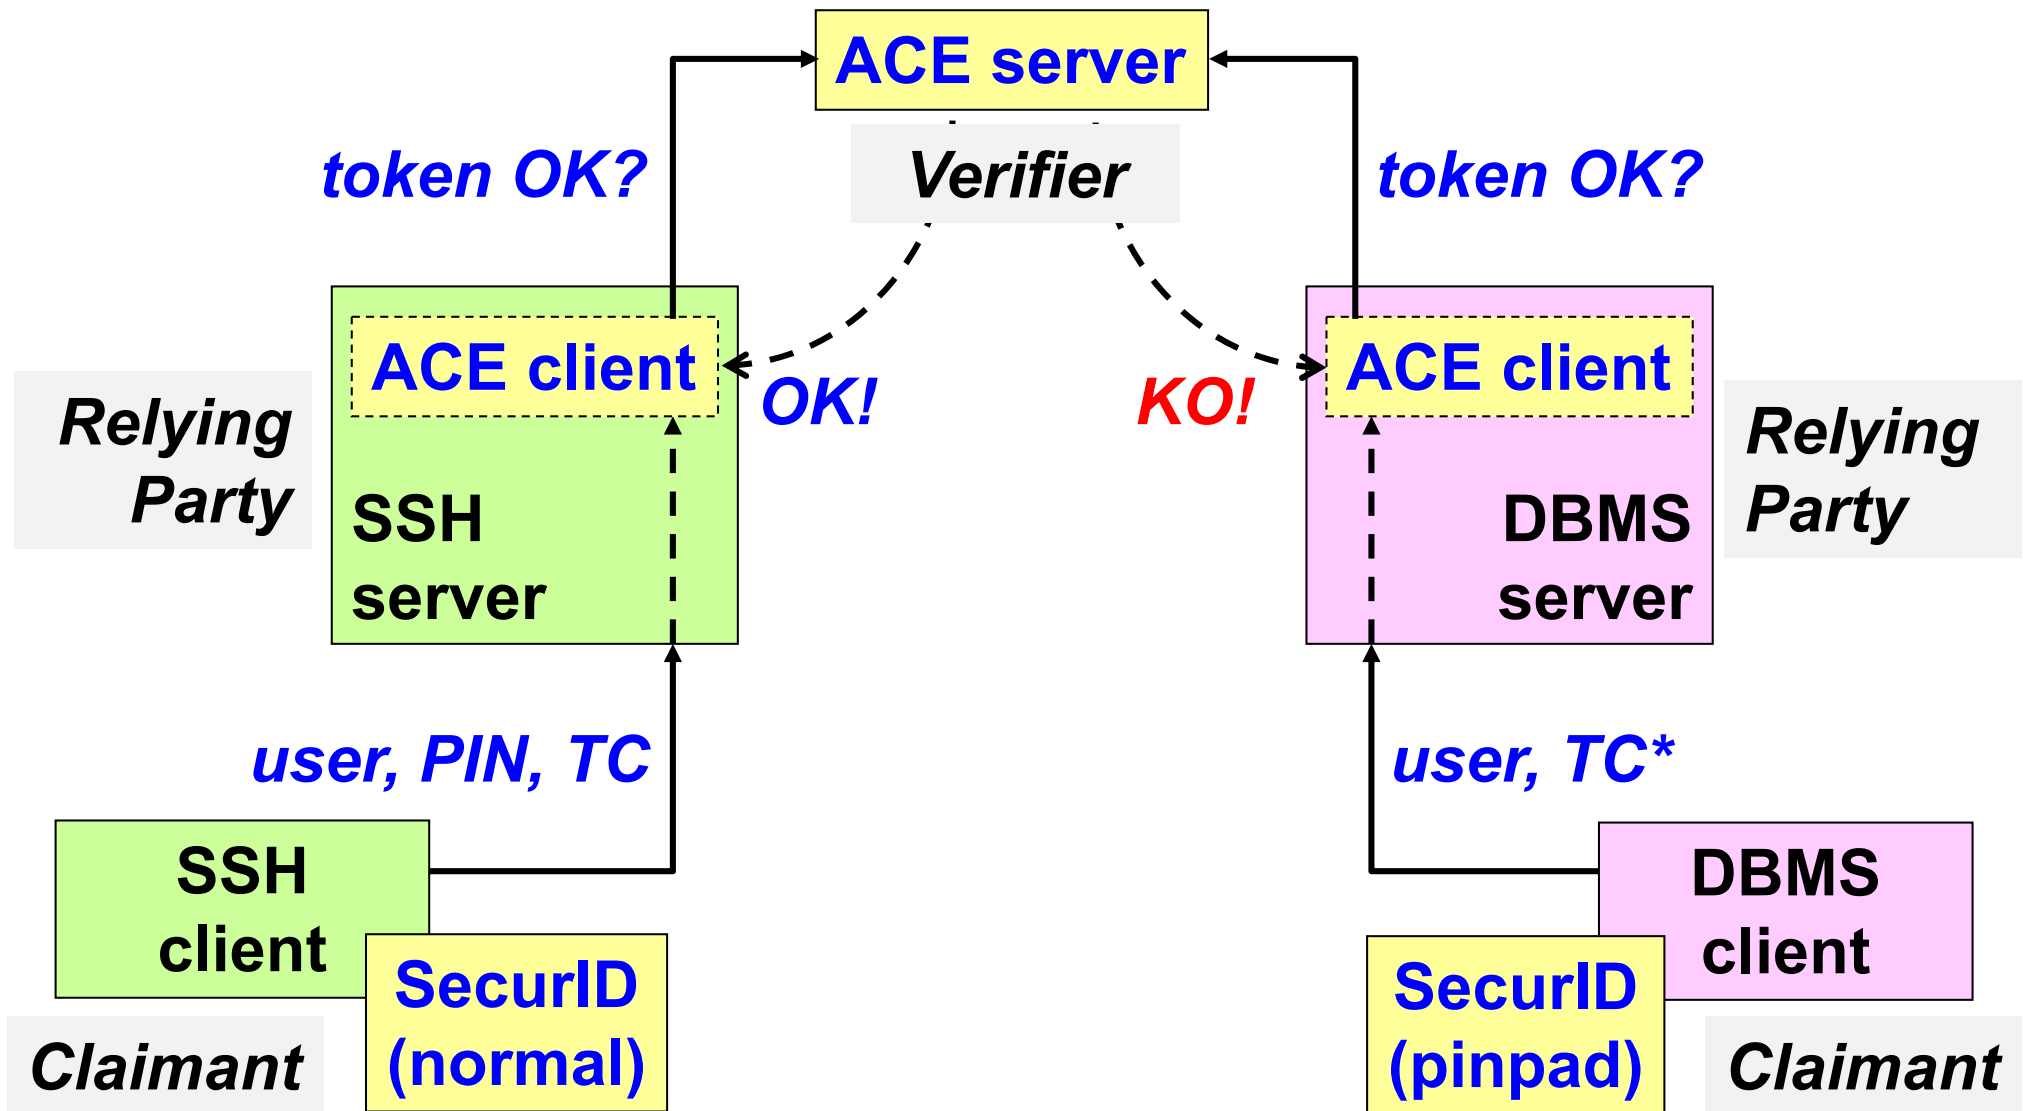 ACE server
token OK?
Verifier
token OK?
ACE client
OK!
KO!
ACE client
Relying
Party
SSH
server
DBMS
server
Relying
Party
user, PIN, TC
user, TC*
SSH
client
SecurID
(normal)
Claimant
DBMS
client
SecurID
(pinpad)
Claimant